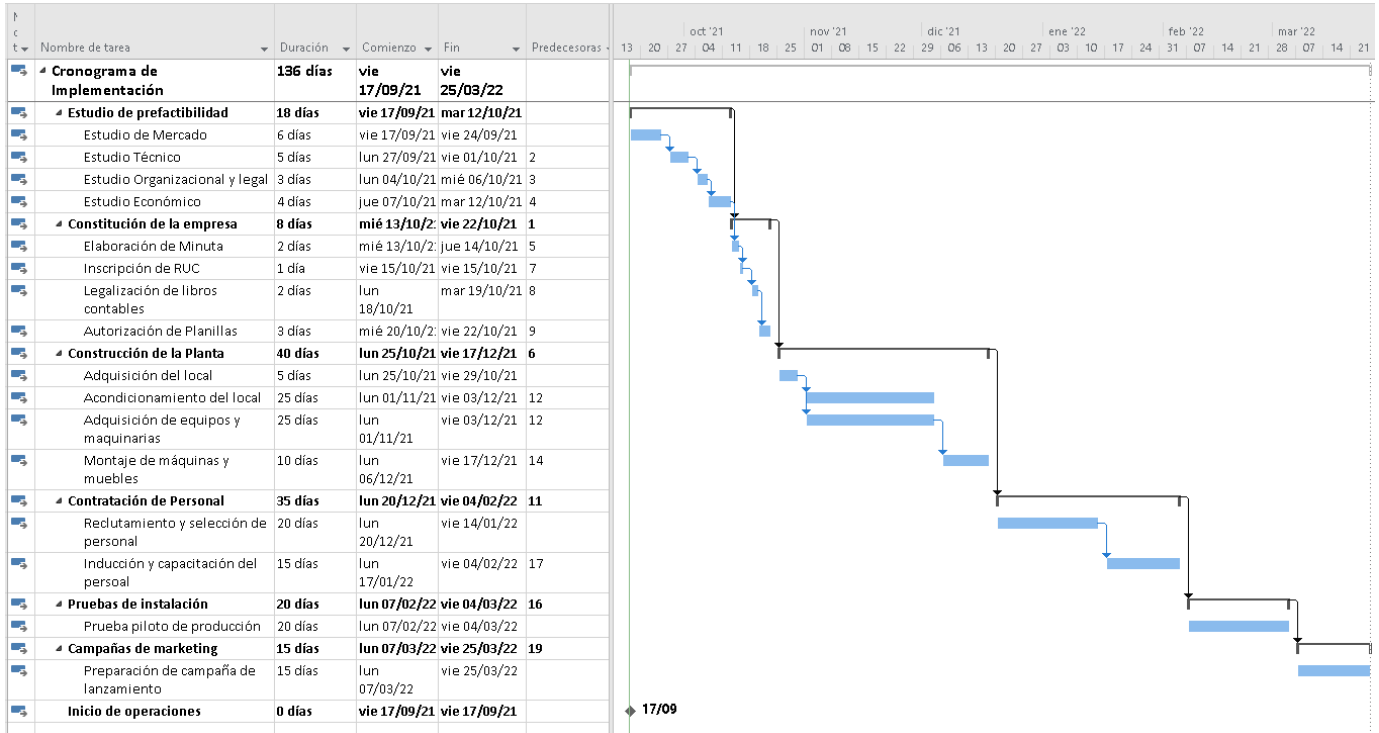 N
c
t
Nombre de tarea Duración Comienzo Fin Predecesoras
oct '21 nov '21 dic '21 ene '22 feb '22 mar '22
13 20 27 04 11 18 25 01 08 15 22 29 06 13 20 27 03 10 17 24 31 07 14 21 28 07 14 21
Cronograma de 136 días vie vie
Implementación 17/09/21 25/03/22
Estudio de prefactibilidad 18 días vie 17/09/21 mar 12/10/21
Estudio de Mercado 6 días vie 17/09/21 vie 24/09/21
Estudio Técnico 5 días lun 27/09/21 vie 01/10/21 2
Estudio Organizacional y legal 3 días lun 04/10/21 mié 06/10/21 3
Estudio Económico 4 días jue 07/10/21 mar 12/10/21 4
Constitución de la empresa 8 días mié 13/10/2 vie 22/10/21 1
Elaboración de Minuta 2 días mié 13/10/2 jue 14/10/21 5
Inscripción de RUC 1 día vie 15/10/21 vie 15/10/21 7
Legalización de libros 2 días lun mar 19/10/21 8
contables 18/10/21
Autorización de Planillas 3 días mié 20/10/2 vie 22/10/21 9
Construcción de la Planta 40 días lun 25/10/21 vie 17/12/21 6
Adquisición del local 5 días lun 25/10/21 vie 29/10/21
Acondicionamiento del local 25 días lun 01/11/21 vie 03/12/21 12
Adquisición de equipos y 25 días lun vie 03/12/21 12
maquinarias 01/11/21
Montaje de máquinas y 10 días lun vie 17/12/21 14
muebles 06/12/21
Contratación de Personal 35 días lun 20/12/21 vie 04/02/22 11
Reclutamiento y selección de 20 días lun vie 14/01/22
personal 20/12/21
Inducción y capacitación del 15 días lun vie 04/02/22 17
persoal 17/01/22
Pruebas de instalación 20 días lun 07/02/22 vie 04/03/22 16
Prueba piloto de producción 20 días lun 07/02/22 vie 04/03/22
Campañas de marketing 15 días lun 07/03/22 vie 25/03/22 19
Preparación de campaña de 15 días lun vie 25/03/22
lanzamiento 07/03/22
Inicio de operaciones 0 días vie 17/09/21 vie 17/09/21 17/09